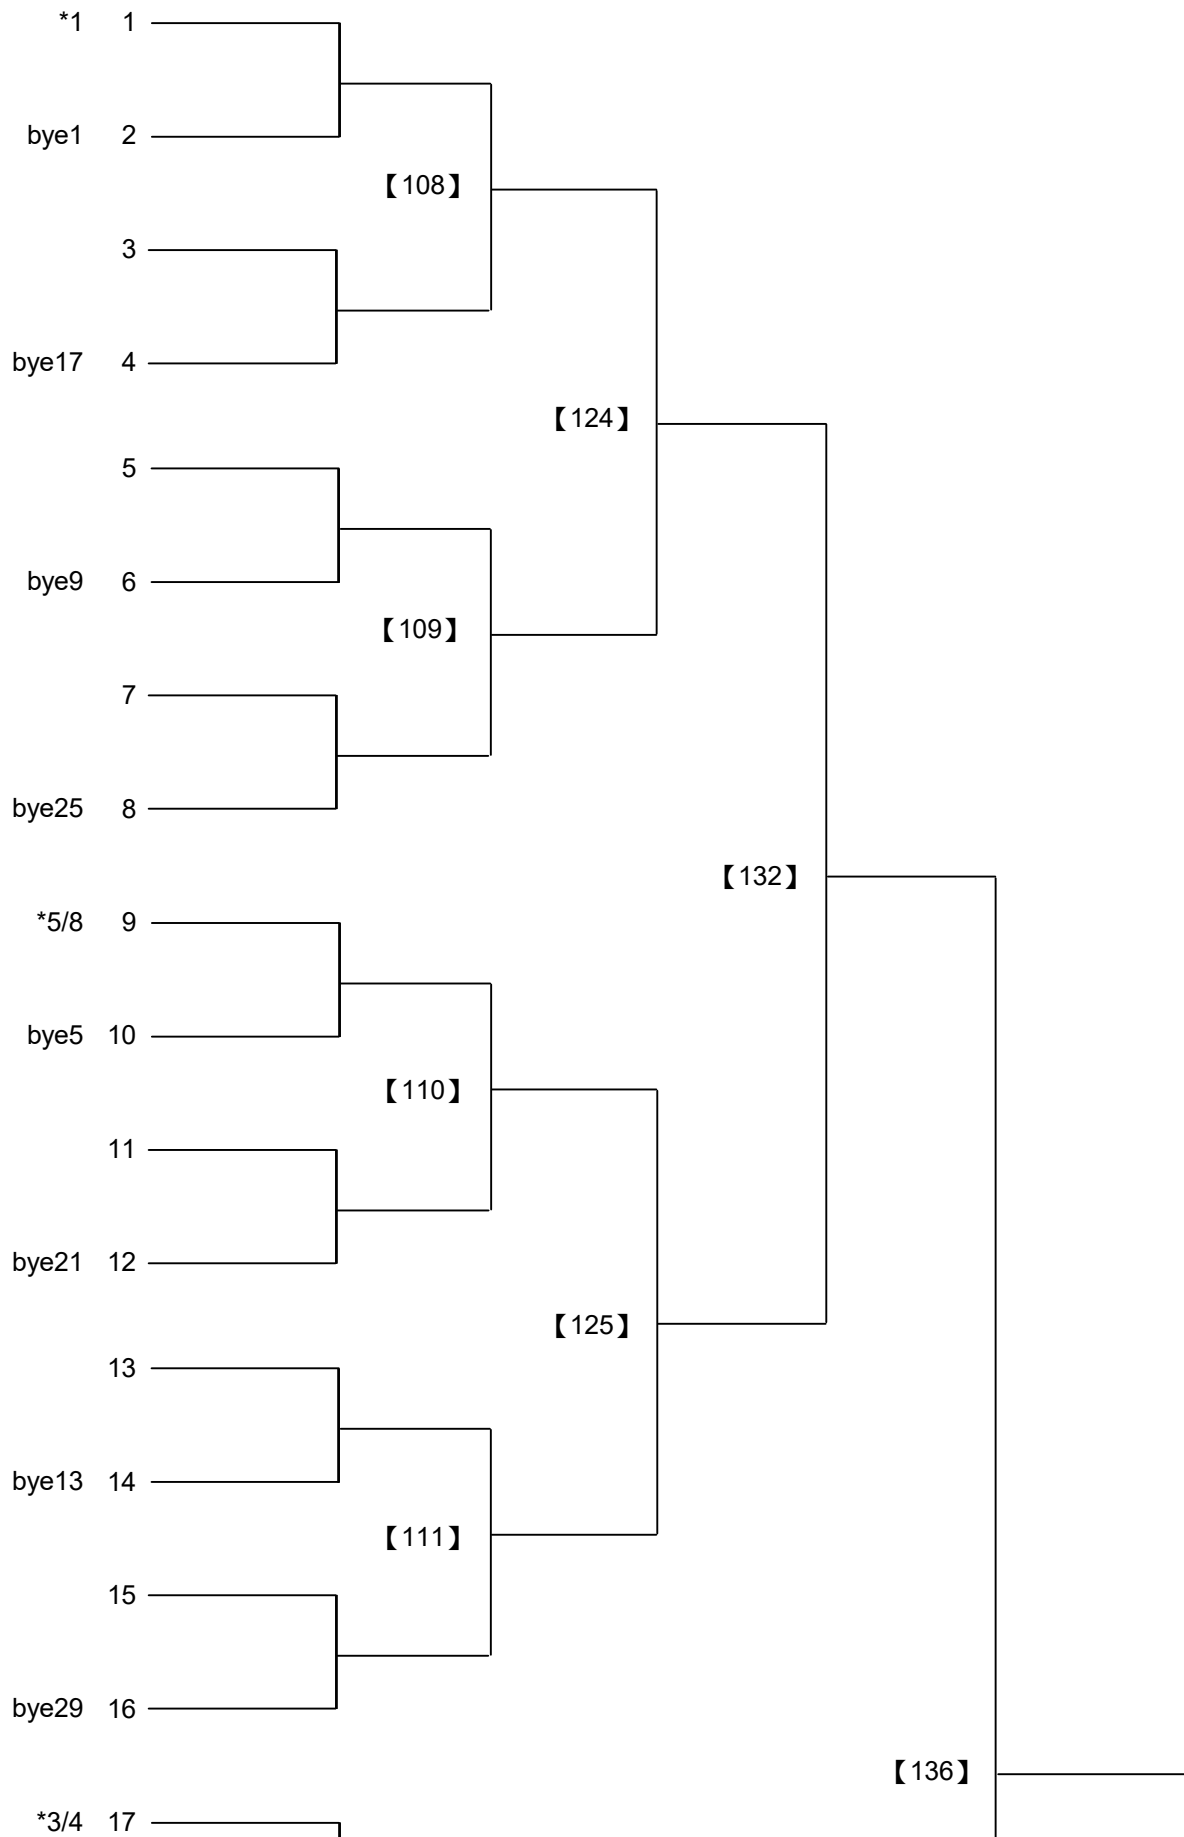 *1 1
bye1 2
【108】
3
bye17 4
【124】
5
bye9 6
【109】
7
bye25 8
【132】
*5/8 9
bye5 10
【110】
11
bye21 12
【125】
13
bye13 14
【111】
15
bye29 16
【136】
*3/4 17